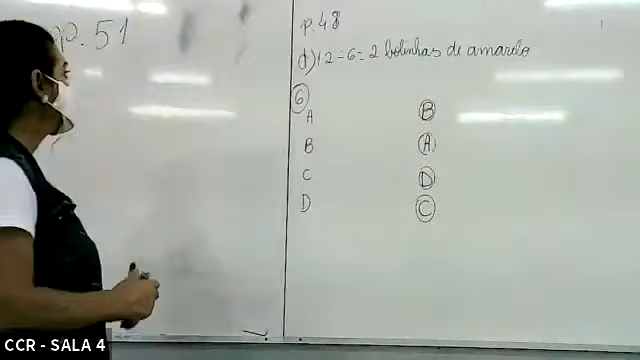 p.51
p.48
d) 12 ÷ 6 = 2 bolinhas de amarelo
6
A B
B A
C D
D C
CCR - SALA 4